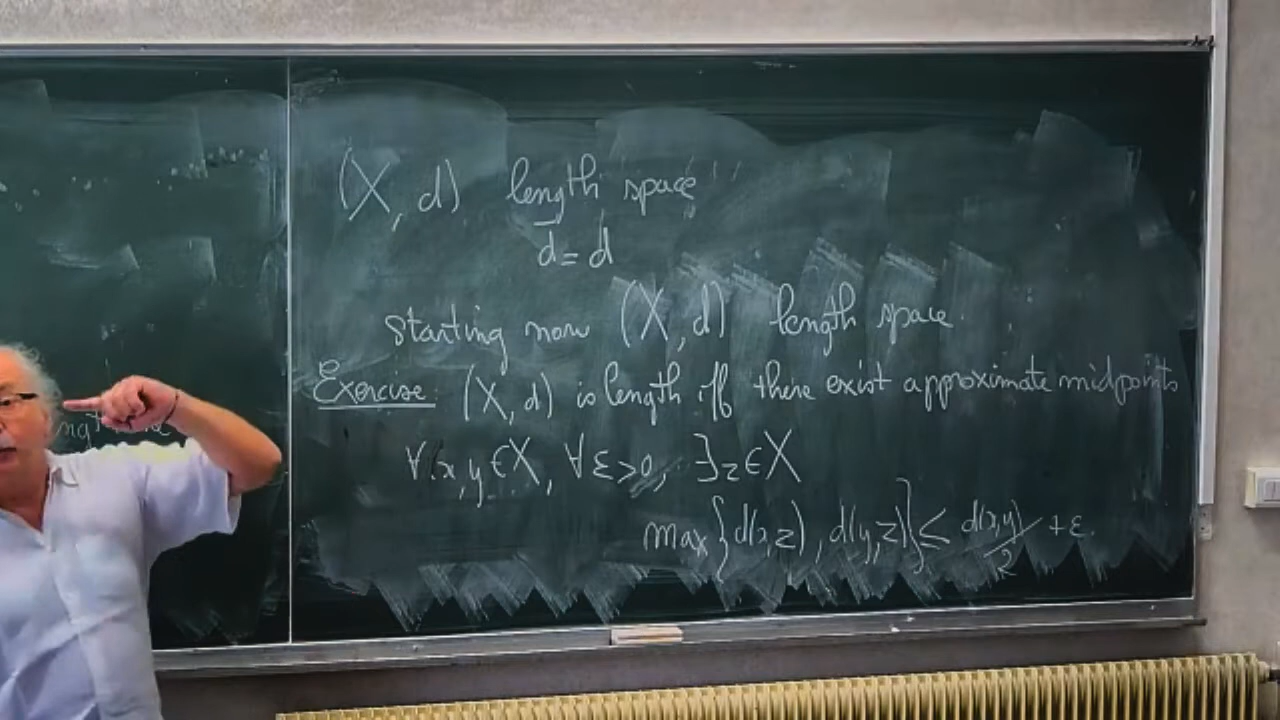 (X, d) length space
d̄ = d
starting now (X, d) length space.
Exercise: (X, d) is length iff there exist approximate midpoints
∀ x, y ∈ X, ∀ ε > 0, ∃ z ∈ X
max { d(x, z), d(y, z) } ≤ d(x, y) / 2 + ε.